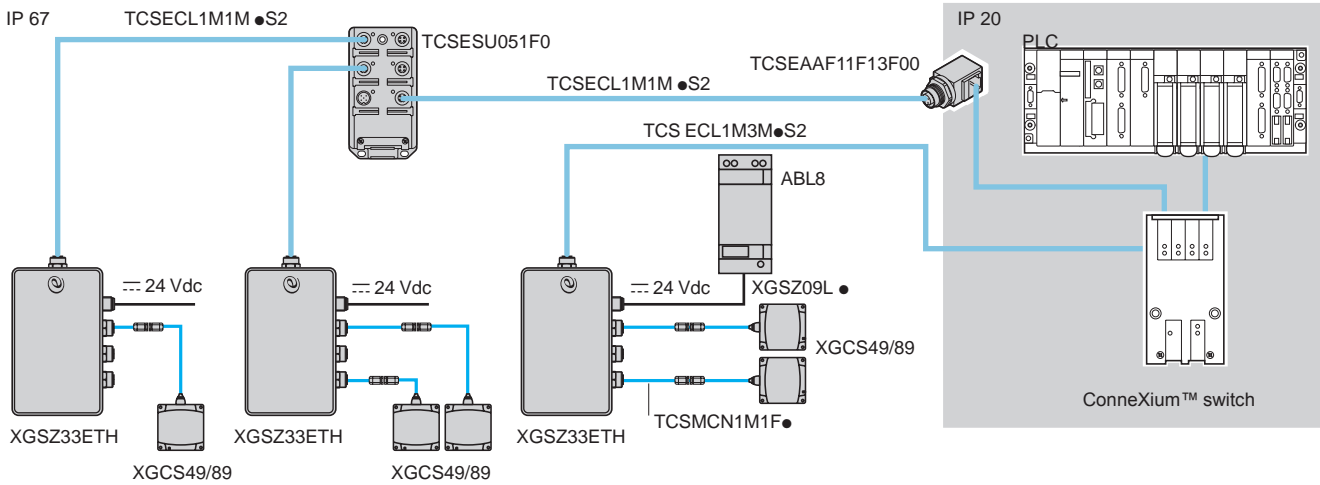 IP 67
TCSECL1M1M ●S2
TCSESU051F0
TCSECL1M1M ●S2
TCSEAAF11F13F00
IP 20
PLC
TCS ECL1M3M●S2
ABL8
24 Vdc
24 Vdc
24 Vdc
XGSZ09L ●
XGCS49/89
TCSMCN1M1F●
ConneXium™ switch
XGSZ33ETH
XGCS49/89
XGSZ33ETH
XGCS49/89
XGSZ33ETH